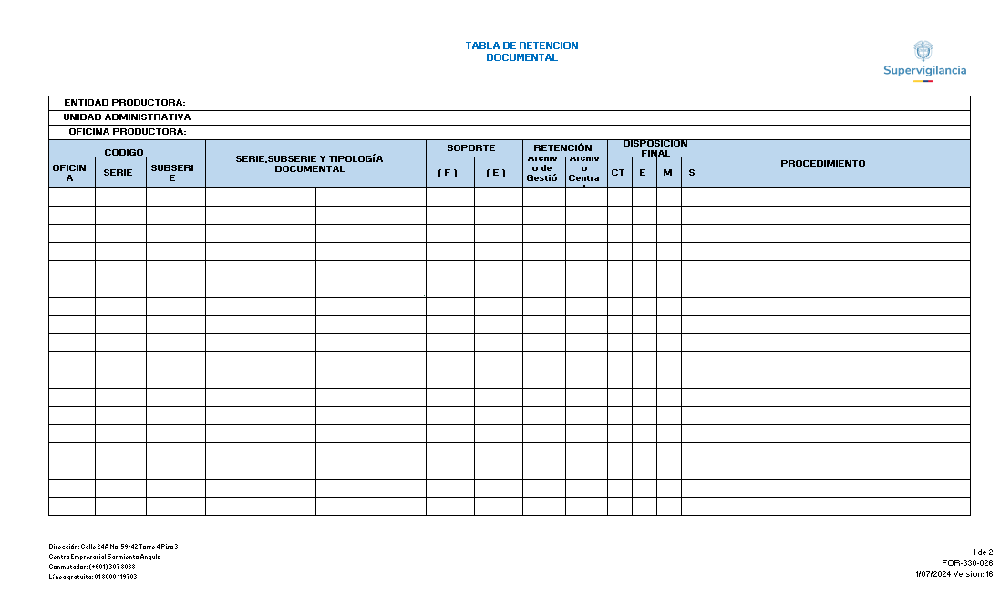 TABLA DE RETENCION
DOCUMENTAL
Supervigilancia
ENTIDAD PRODUCTORA:
UNIDAD ADMINISTRATIVA
OFICINA PRODUCTORA:
CODIGO
SERIE,SUBSERIE Y TIPOLOGÍA
DOCUMENTAL
SOPORTE
RETENCIÓN
DISPOSICION
FINAL
PROCEDIMIENTO
OFICIN
A
SERIE
SUBSERI
E
( F )
( E )
Archiv
o de
Gestió
Archiv
o
Centra
l
CT
E
M
S
Dirección: Calle 24A No. 59-42 Torre 4 Piso 3
Centro Empresarial Sarmiento Angulo
Conmutador: (+601) 3078038
Línea gratuita: 018000119703
1 de 2
FOR-330-026
1/07/2024 Version: 16